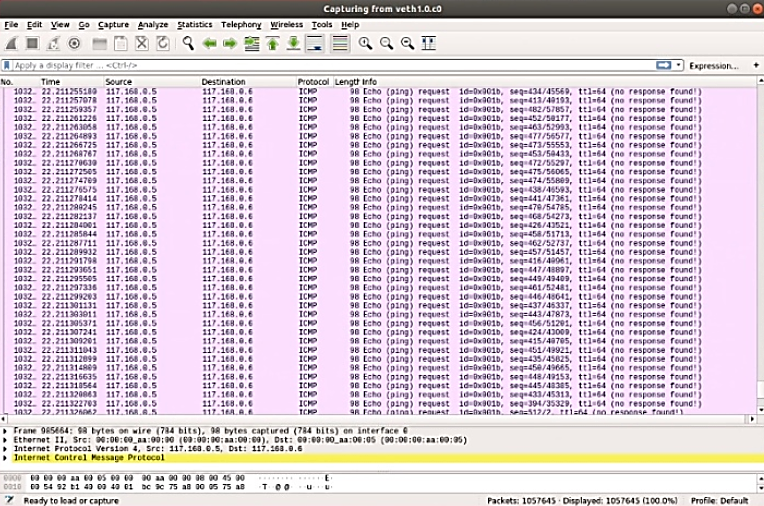 Capturing from veth1.0.c0
File Edit View Go Capture Analyze Statistics Telephony Wireless Tools Help
Apply a display filter ... <Ctrl-/> Expression... +
No. Time Source Destination Protocol Length Info
1032… 22.211255180 117.168.0.5 117.168.0.6 ICMP 98 Echo (ping) request id=0x001b, seq=434/45569, ttl=64 (no response found!)
1032… 22.211257078 117.168.0.5 117.168.0.6 ICMP 98 Echo (ping) request id=0x001b, seq=413/40193, ttl=64 (no response found!)
1032… 22.211259357 117.168.0.5 117.168.0.6 ICMP 98 Echo (ping) request id=0x001b, seq=482/57857, ttl=64 (no response found!)
1032… 22.211261226 117.168.0.5 117.168.0.6 ICMP 98 Echo (ping) request id=0x001b, seq=452/50177, ttl=64 (no response found!)
1032… 22.211263058 117.168.0.5 117.168.0.6 ICMP 98 Echo (ping) request id=0x001b, seq=463/52993, ttl=64 (no response found!)
1032… 22.211264893 117.168.0.5 117.168.0.6 ICMP 98 Echo (ping) request id=0x001b, seq=477/56577, ttl=64 (no response found!)
1032… 22.211266725 117.168.0.5 117.168.0.6 ICMP 98 Echo (ping) request id=0x001b, seq=473/55553, ttl=64 (no response found!)
1032… 22.211268767 117.168.0.5 117.168.0.6 ICMP 98 Echo (ping) request id=0x001b, seq=453/50433, ttl=64 (no response found!)
1032… 22.211270630 117.168.0.5 117.168.0.6 ICMP 98 Echo (ping) request id=0x001b, seq=472/55297, ttl=64 (no response found!)
1032… 22.211272505 117.168.0.5 117.168.0.6 ICMP 98 Echo (ping) request id=0x001b, seq=475/56065, ttl=64 (no response found!)
1032… 22.211274709 117.168.0.5 117.168.0.6 ICMP 98 Echo (ping) request id=0x001b, seq=474/55809, ttl=64 (no response found!)
1032… 22.211276575 117.168.0.5 117.168.0.6 ICMP 98 Echo (ping) request id=0x001b, seq=438/46593, ttl=64 (no response found!)
1032… 22.211278414 117.168.0.5 117.168.0.6 ICMP 98 Echo (ping) request id=0x001b, seq=441/47361, ttl=64 (no response found!)
1032… 22.211280245 117.168.0.5 117.168.0.6 ICMP 98 Echo (ping) request id=0x001b, seq=470/54785, ttl=64 (no response found!)
1032… 22.211282137 117.168.0.5 117.168.0.6 ICMP 98 Echo (ping) request id=0x001b, seq=468/54273, ttl=64 (no response found!)
1032… 22.211284001 117.168.0.5 117.168.0.6 ICMP 98 Echo (ping) request id=0x001b, seq=426/43521, ttl=64 (no response found!)
1032… 22.211285844 117.168.0.5 117.168.0.6 ICMP 98 Echo (ping) request id=0x001b, seq=458/51713, ttl=64 (no response found!)
1032… 22.211287711 117.168.0.5 117.168.0.6 ICMP 98 Echo (ping) request id=0x001b, seq=462/52737, ttl=64 (no response found!)
1032… 22.211289932 117.168.0.5 117.168.0.6 ICMP 98 Echo (ping) request id=0x001b, seq=457/51457, ttl=64 (no response found!)
1032… 22.211291798 117.168.0.5 117.168.0.6 ICMP 98 Echo (ping) request id=0x001b, seq=416/40961, ttl=64 (no response found!)
1032… 22.211293651 117.168.0.5 117.168.0.6 ICMP 98 Echo (ping) request id=0x001b, seq=447/48897, ttl=64 (no response found!)
1032… 22.211295505 117.168.0.5 117.168.0.6 ICMP 98 Echo (ping) request id=0x001b, seq=449/49409, ttl=64 (no response found!)
1032… 22.211297336 117.168.0.5 117.168.0.6 ICMP 98 Echo (ping) request id=0x001b, seq=461/52481, ttl=64 (no response found!)
1032… 22.211299203 117.168.0.5 117.168.0.6 ICMP 98 Echo (ping) request id=0x001b, seq=446/48641, ttl=64 (no response found!)
1032… 22.211301131 117.168.0.5 117.168.0.6 ICMP 98 Echo (ping) request id=0x001b, seq=437/46337, ttl=64 (no response found!)
1032… 22.211303011 117.168.0.5 117.168.0.6 ICMP 98 Echo (ping) request id=0x001b, seq=443/47873, ttl=64 (no response found!)
1032… 22.211305371 117.168.0.5 117.168.0.6 ICMP 98 Echo (ping) request id=0x001b, seq=456/51201, ttl=64 (no response found!)
1032… 22.211307241 117.168.0.5 117.168.0.6 ICMP 98 Echo (ping) request id=0x001b, seq=424/43009, ttl=64 (no response found!)
1032… 22.211309201 117.168.0.5 117.168.0.6 ICMP 98 Echo (ping) request id=0x001b, seq=415/40705, ttl=64 (no response found!)
1032… 22.211311043 117.168.0.5 117.168.0.6 ICMP 98 Echo (ping) request id=0x001b, seq=451/49921, ttl=64 (no response found!)
1032… 22.211312899 117.168.0.5 117.168.0.6 ICMP 98 Echo (ping) request id=0x001b, seq=435/45825, ttl=64 (no response found!)
1032… 22.211314809 117.168.0.5 117.168.0.6 ICMP 98 Echo (ping) request id=0x001b, seq=450/49665, ttl=64 (no response found!)
1032… 22.211316635 117.168.0.5 117.168.0.6 ICMP 98 Echo (ping) request id=0x001b, seq=448/49153, ttl=64 (no response found!)
1032… 22.211318564 117.168.0.5 117.168.0.6 ICMP 98 Echo (ping) request id=0x001b, seq=445/48385, ttl=64 (no response found!)
1032… 22.211320863 117.168.0.5 117.168.0.6 ICMP 98 Echo (ping) request id=0x001b, seq=433/45313, ttl=64 (no response found!)
1032… 22.211322703 117.168.0.5 117.168.0.6 ICMP 98 Echo (ping) request id=0x001b, seq=394/35329, ttl=64 (no response found!)
1032… 22.211326062 117.168.0.5 117.168.0.6 ICMP 98 Echo (ping) request id=0x001b, seq=512/2, ttl=64 (no response found!)
Frame 985664: 98 bytes on wire (784 bits), 98 bytes captured (784 bits) on interface 0
Ethernet II, Src: 00:00:00_aa:00:00 (00:00:00:aa:00:00), Dst: 00:00:00_aa:00:05 (00:00:00:aa:00:05)
Internet Protocol Version 4, Src: 117.168.0.5, Dst: 117.168.0.6
Internet Control Message Protocol
0000 00 00 00 aa 00 05 00 00 00 aa 00 00 08 00 45 00 ··············E·
0010 00 54 92 b1 40 00 40 01 bc 9c 75 a8 00 05 75 a8 ·T··@·@···u···u·
Ready to load or capture Packets: 1057645 · Displayed: 1057645 (100.0%) Profile: Default